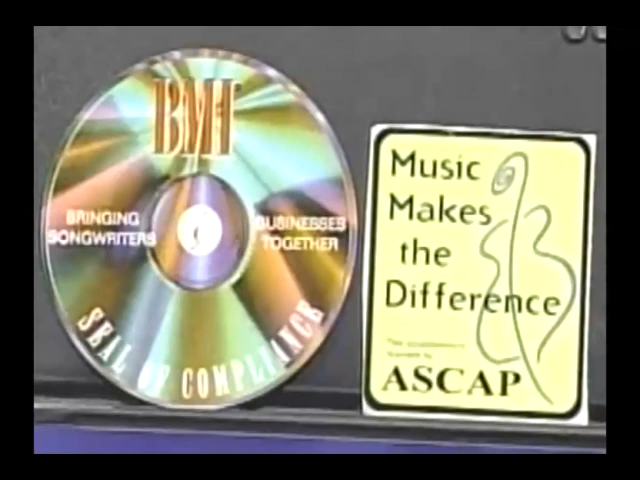 BMI
BRINGING
SONGWRITERS
BUSINESSES
TOGETHER
SEAL OF COMPLIANCE
Music
Makes
the
Difference
ASCAP